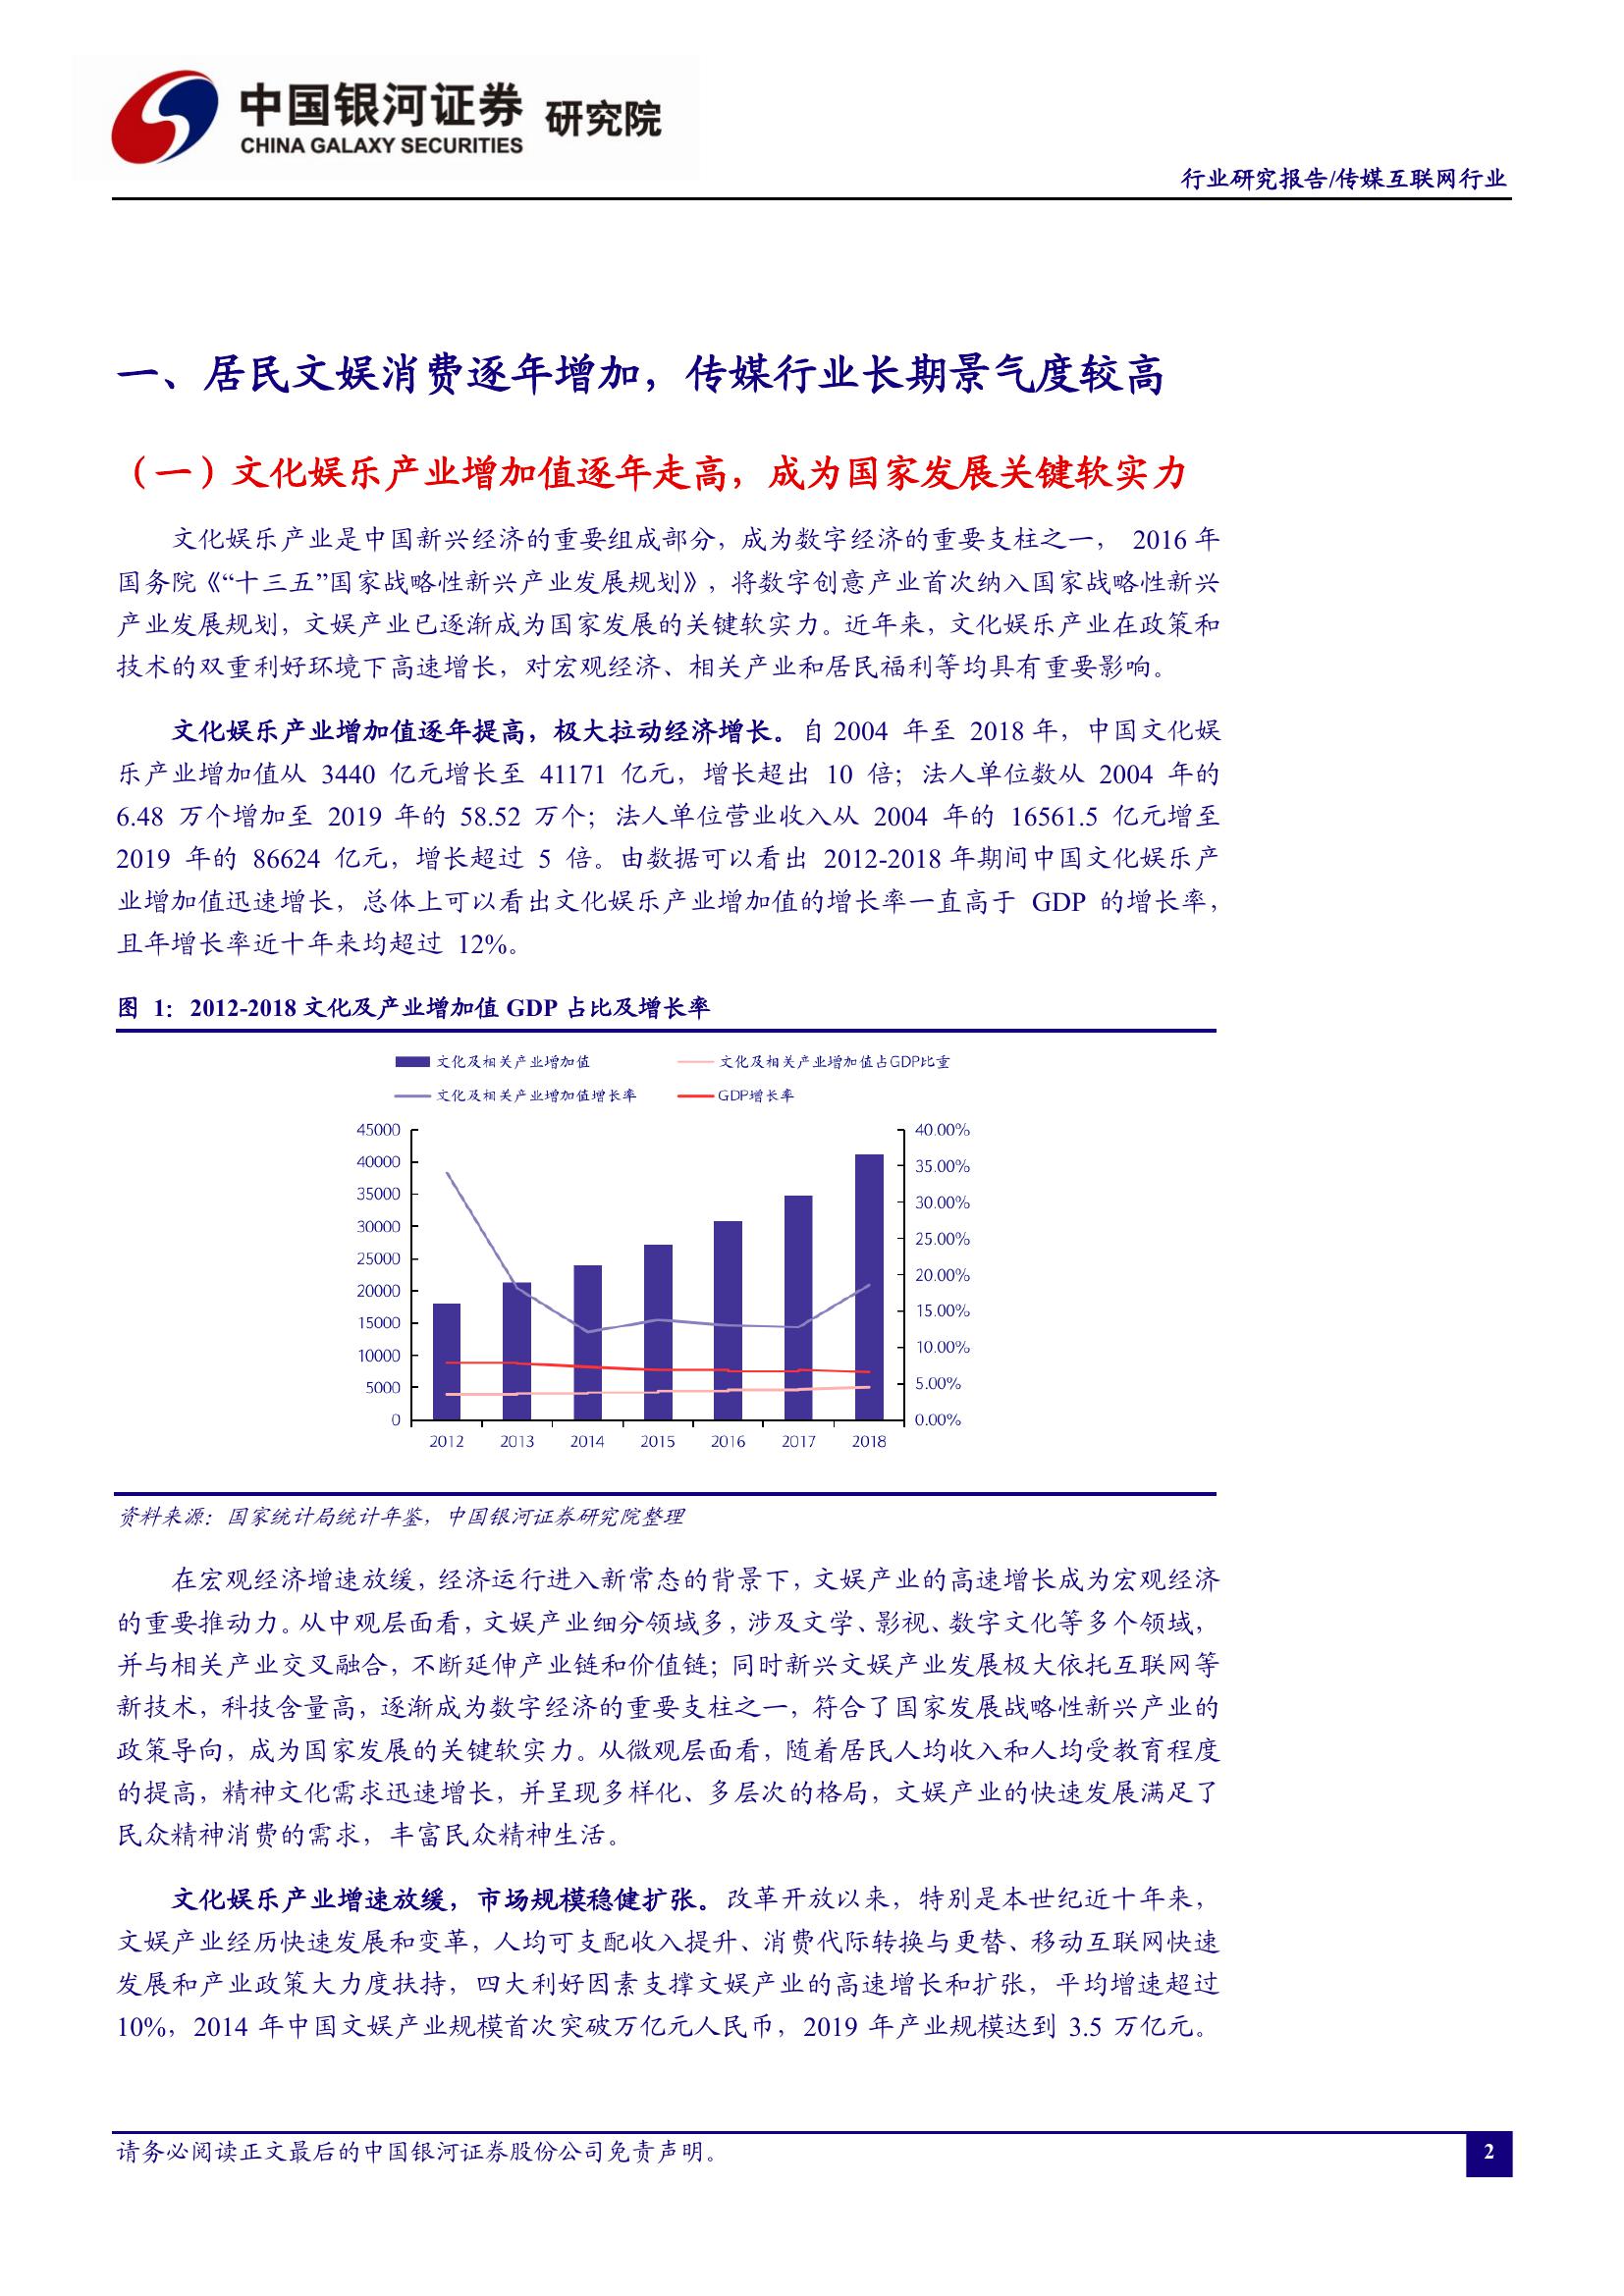 中国银河证券 研究院
CHINA GALAXY SECURITIES
行业研究报告/传媒互联网行业
一、居民文娱消费逐年增加，传媒行业长期景气度较高
（一）文化娱乐产业增加值逐年走高，成为国家发展关键软实力
文化娱乐产业是中国新兴经济的重要组成部分，成为数字经济的重要支柱之一， 2016 年
国务院《“十三五”国家战略性新兴产业发展规划》，将数字创意产业首次纳入国家战略性新兴
产业发展规划，文娱产业已逐渐成为国家发展的关键软实力。近年来，文化娱乐产业在政策和
技术的双重利好环境下高速增长，对宏观经济、相关产业和居民福利等均具有重要影响。
文化娱乐产业增加值逐年提高，极大拉动经济增长。自 2004 年至 2018 年，中国文化娱
乐产业增加值从 3440 亿元增长至 41171 亿元，增长超出 10 倍；法人单位数从 2004 年的
6.48 万个增加至 2019 年的 58.52 万个；法人单位营业收入从 2004 年的 16561.5 亿元增至
2019 年的 86624 亿元，增长超过 5 倍。由数据可以看出 2012-2018 年期间中国文化娱乐产
业增加值迅速增长，总体上可以看出文化娱乐产业增加值的增长率一直高于 GDP 的增长率，
且年增长率近十年来均超过 12%。
图 1：2012-2018 文化及产业增加值 GDP 占比及增长率
文化及相关产业增加值 文化及相关产业增加值占GDP比重
文化及相关产业增加值增长率 GDP增长率
45000 40.00%
40000 35.00%
35000 30.00%
30000 25.00%
25000 20.00%
20000 15.00%
15000 10.00%
10000 5.00%
5000 0.00%
0
2012 2013 2014 2015 2016 2017 2018
资料来源：国家统计局统计年鉴，中国银河证券研究院整理
在宏观经济增速放缓，经济运行进入新常态的背景下，文娱产业的高速增长成为宏观经济
的重要推动力。从中观层面看，文娱产业细分领域多，涉及文学、影视、数字文化等多个领域，
并与相关产业交叉融合，不断延伸产业链和价值链；同时新兴文娱产业发展极大依托互联网等
新技术，科技含量高，逐渐成为数字经济的重要支柱之一，符合了国家发展战略性新兴产业的
政策导向，成为国家发展的关键软实力。从微观层面看，随着居民人均收入和人均受教育程度
的提高，精神文化需求迅速增长，并呈现多样化、多层次的格局，文娱产业的快速发展满足了
民众精神消费的需求，丰富民众精神生活。
文化娱乐产业增速放缓，市场规模稳健扩张。改革开放以来，特别是本世纪近十年来，
文娱产业经历快速发展和变革，人均可支配收入提升、消费代际转换与更替、移动互联网快速
发展和产业政策大力度扶持，四大利好因素支撑文娱产业的高速增长和扩张，平均增速超过
10%，2014 年中国文娱产业规模首次突破万亿元人民币，2019 年产业规模达到 3.5 万亿元。
请务必阅读正文最后的中国银河证券股份公司免责声明。
2